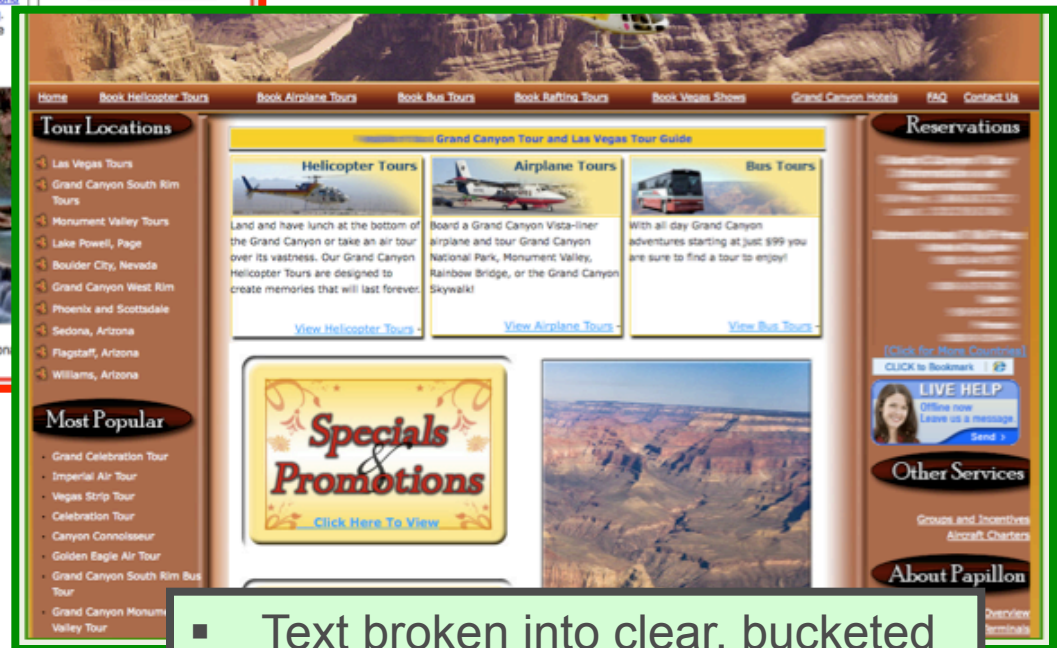 Home Book Helicopter Tours Book Airplane Tours Book Bus Tours Book Rafting Tours Book Vegas Shows Grand Canyon Hotels FAQ Contact Us
Tour Locations
Las Vegas Tours
Grand Canyon South Rim
Tours
Monument Valley Tours
Lake Powell, Page
Boulder City, Nevada
Grand Canyon West Rim
Phoenix and Scottsdale
Sedona, Arizona
Flagstaff, Arizona
Williams, Arizona
Most Popular
Grand Celebration Tour
Imperial Air Tour
Vegas Strip Tour
Celebration Tour
Canyon Connoisseur
Golden Eagle Air Tour
Grand Canyon South Rim Bus
Tour
Grand Canyon Monume
Valley Tour
Grand Canyon Tour and Las Vegas Tour Guide
Helicopter Tours
Land and have lunch at the bottom of
the Grand Canyon or take an air tour
over its vastness. Our Grand Canyon
Helicopter Tours are designed to
create memories that will last forever.
View Helicopter Tours -
Airplane Tours
Board a Grand Canyon Vista-liner
airplane and tour Grand Canyon
National Park, Monument Valley,
Rainbow Bridge, or the Grand Canyon
Skywalk!
View Airplane Tours -
Bus Tours
With all day Grand Canyon
adventures starting at just $99 you
are sure to find a tour to enjoy!
View Bus Tours -
Specials
&
Promotions
Click Here To View
Reservations
[Click for More Countries]
CLICK to Bookmark
LIVE HELP
Offline now
Leave us a message
Send >
Other Services
Groups and Incentives
Aircraft Charters
About Papillon
Overview
Terminals
▪ Text broken into clear, bucketed